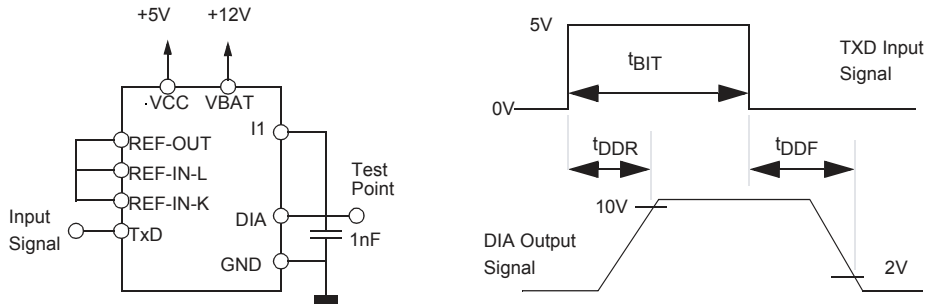 +5V +12V
VCC VBAT
I1
REF-OUT
REF-IN-L
REF-IN-K
Test
Point
Input
Signal
TxD
DIA
1nF
GND
5V
0V
tBIT
TXD Input
Signal
tDDR
tDDF
10V
DIA Output
Signal
2V